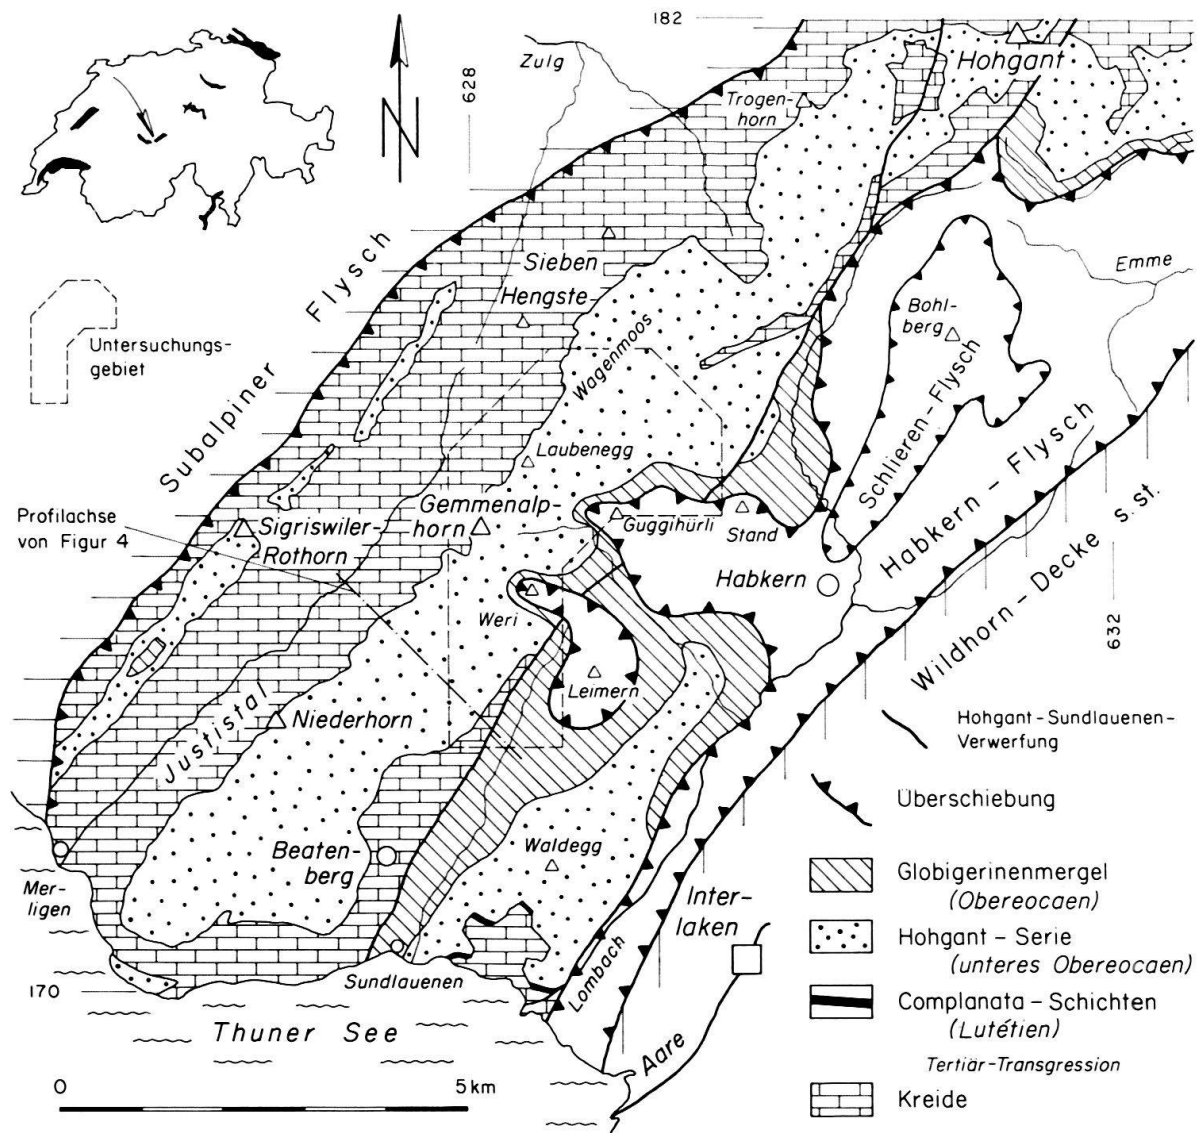 182
Hohgant
Zulg
628
Trogen-
horn
Emme
Sieben
Hengste
Bohl-
berg
Wagenmoos
Untersuchungs-
gebiet
Subalpiner Flysch
Schlieren-Flysch
Habkern-Flysch
Wildhorn-Decke s. st.
Laubenegg
Gemmenalp-
horn
Guggihürli
Stand
Profilachse
von Figur 4
Sigriswiler-
Rothorn
Habkern
Weri
Leimern
632
Justistal
Niederhorn
Hohgant-Sundlauenen-
Verwerfung
Überschiebung
Beaten-
berg
Waldegg
Mer-
ligen
Inter-
laken
Globigerinenmergel
(Obereocaen)
Hohgant-Serie
(unteres Obereocaen)
Sundlauenen
Lombach
170
Thuner See
Aare
Complanata-Schichten
(Lutétien)
Tertiär-Transgression
Kreide
0
5 km
N